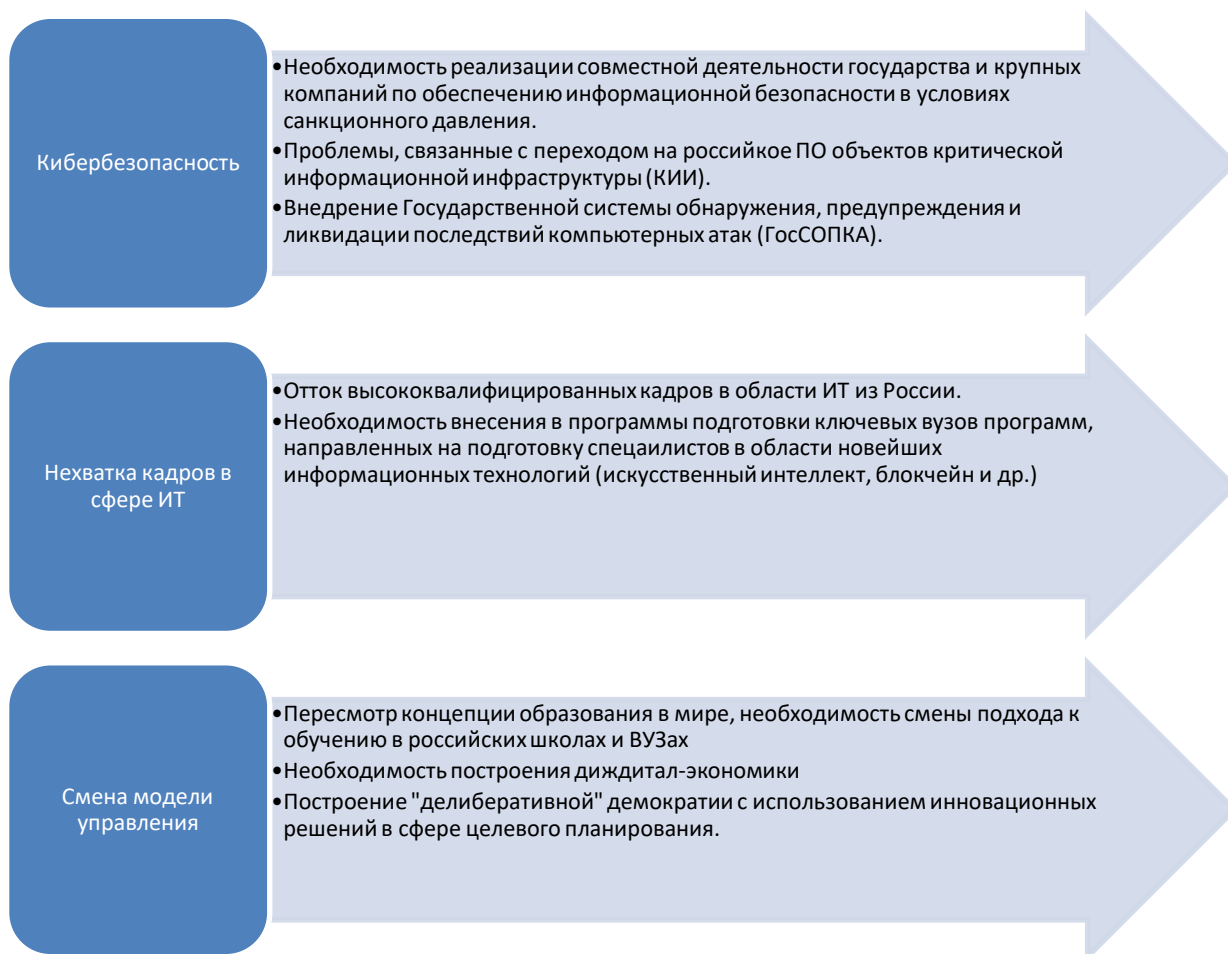 Кибербезопасность
•Необходимость реализации совместной деятельности государства и крупных
компаний по обеспечению информационной безопасности в условиях
санкционного давления.
•Проблемы, связанные с переходом на российкое ПО объектов критической
информационной инфраструктуры (КИИ).
•Внедрение Государственной системы обнаружения, предупреждения и
ликвидации последствий компьютерных атак (ГосСОПКА).
Нехватка кадров в
сфере ИТ
•Отток высококвалифицированных кадров в области ИТ из России.
•Необходимость внесения в программы подготовки ключевых вузов программ,
направленных на подготовку спецаилистов в области новейших
информационных технологий (искусственный интеллект, блокчейн и др.)
Смена модели
управления
•Пересмотр концепции образования в мире, необходимость смены подхода к
обучению в российских школах и ВУЗах
•Необходимость построения диждитал-экономики
•Построение "делиберативной" демократии с использованием инновационных
решений в сфере целевого планирования.